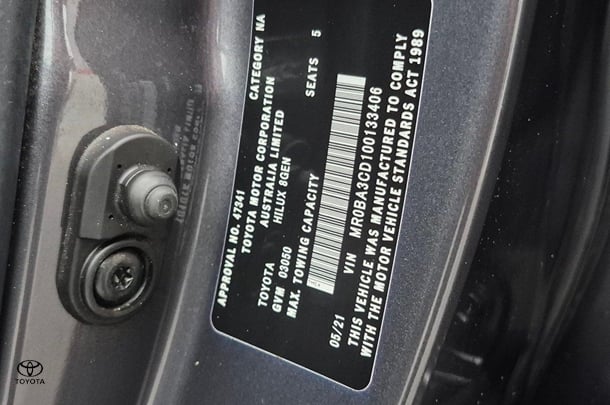 APPROVAL NO. 47341 CATEGORY NA
TOYOTA MOTOR CORPORATION
AUSTRALIA LIMITED
TOYOTA HILUX 8GEN
GVM 03050 SEATS 5
MAX. TOWING CAPACITY
VIN MR0BA3CD100133406
05/21
THIS VEHICLE WAS MANUFACTURED TO COMPLY
WITH THE MOTOR VEHICLE STANDARDS ACT 1989
TOYOTA